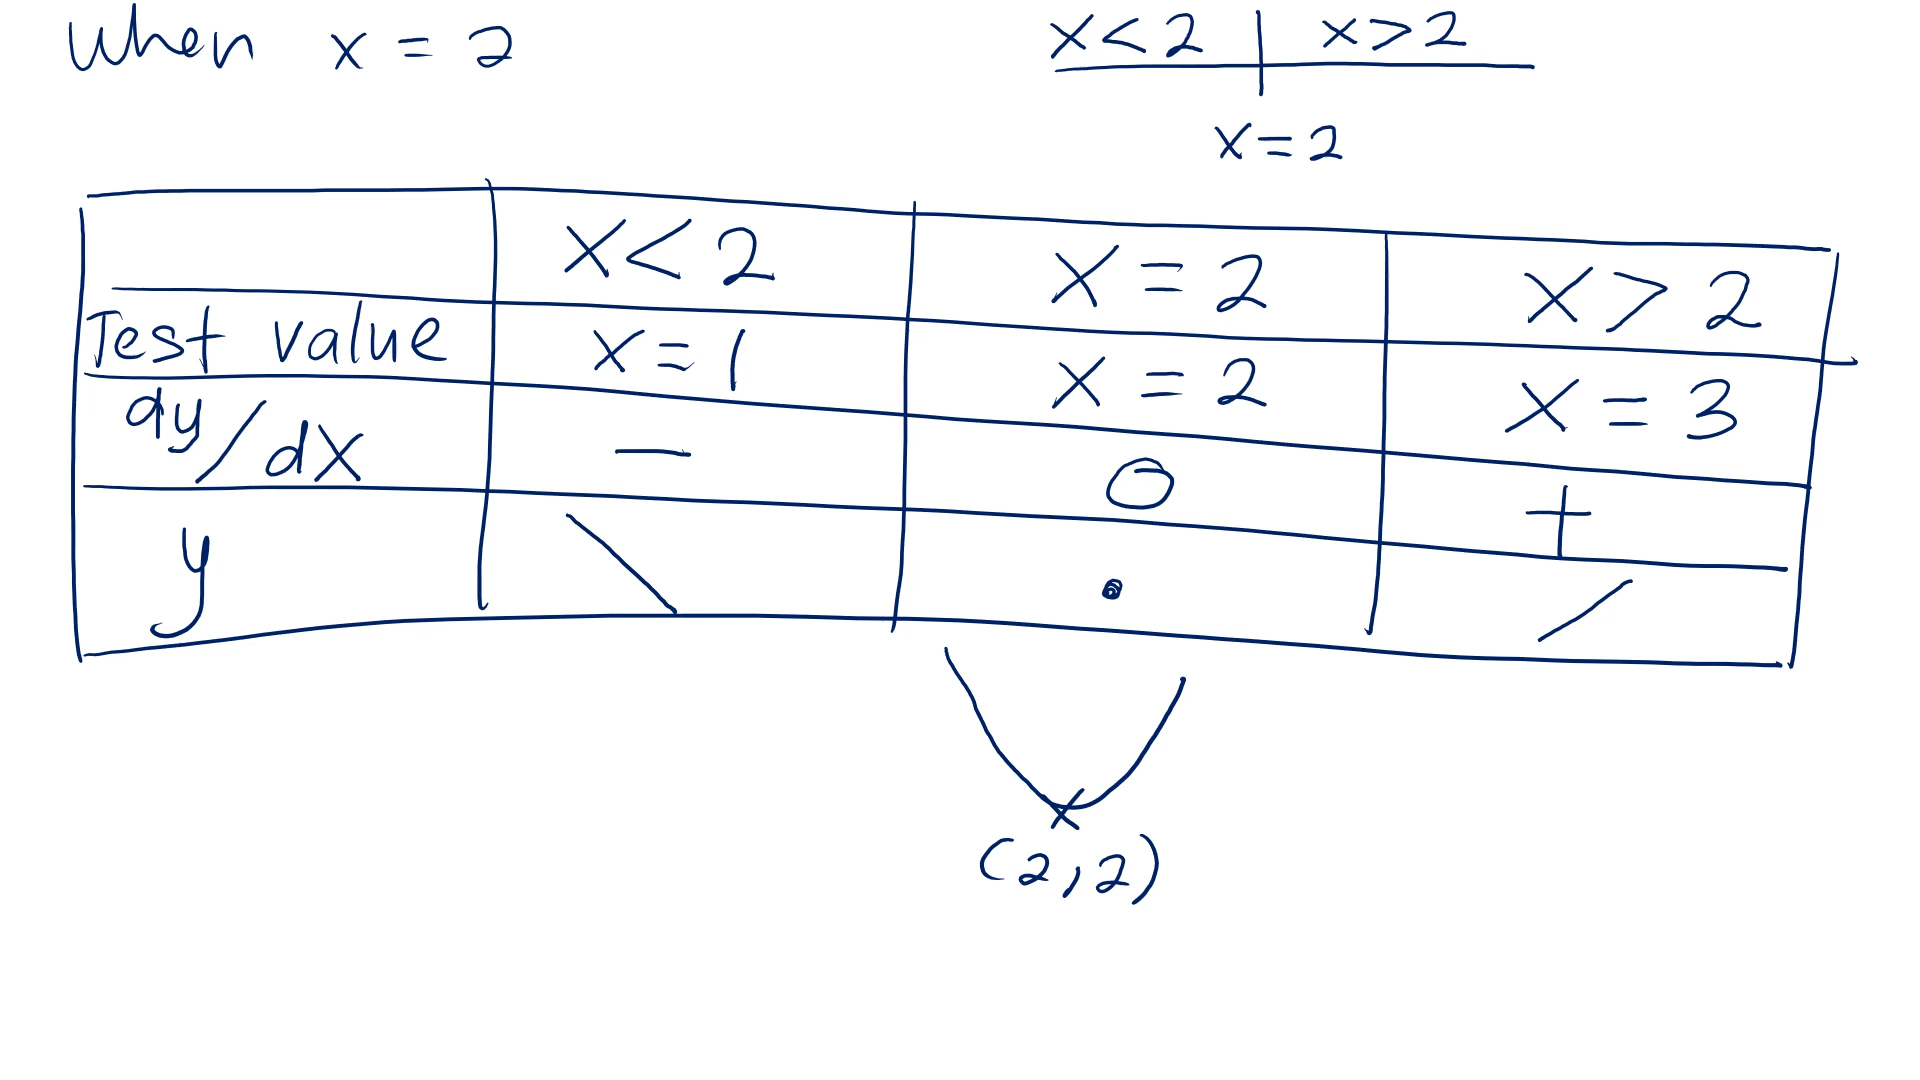 When x = 2
x < 2 | x > 2
x = 2
x < 2 x = 2 x > 2
Test value x = 1 x = 2 x = 3
dy/dx − 0 +
y \ • /
(2,2)